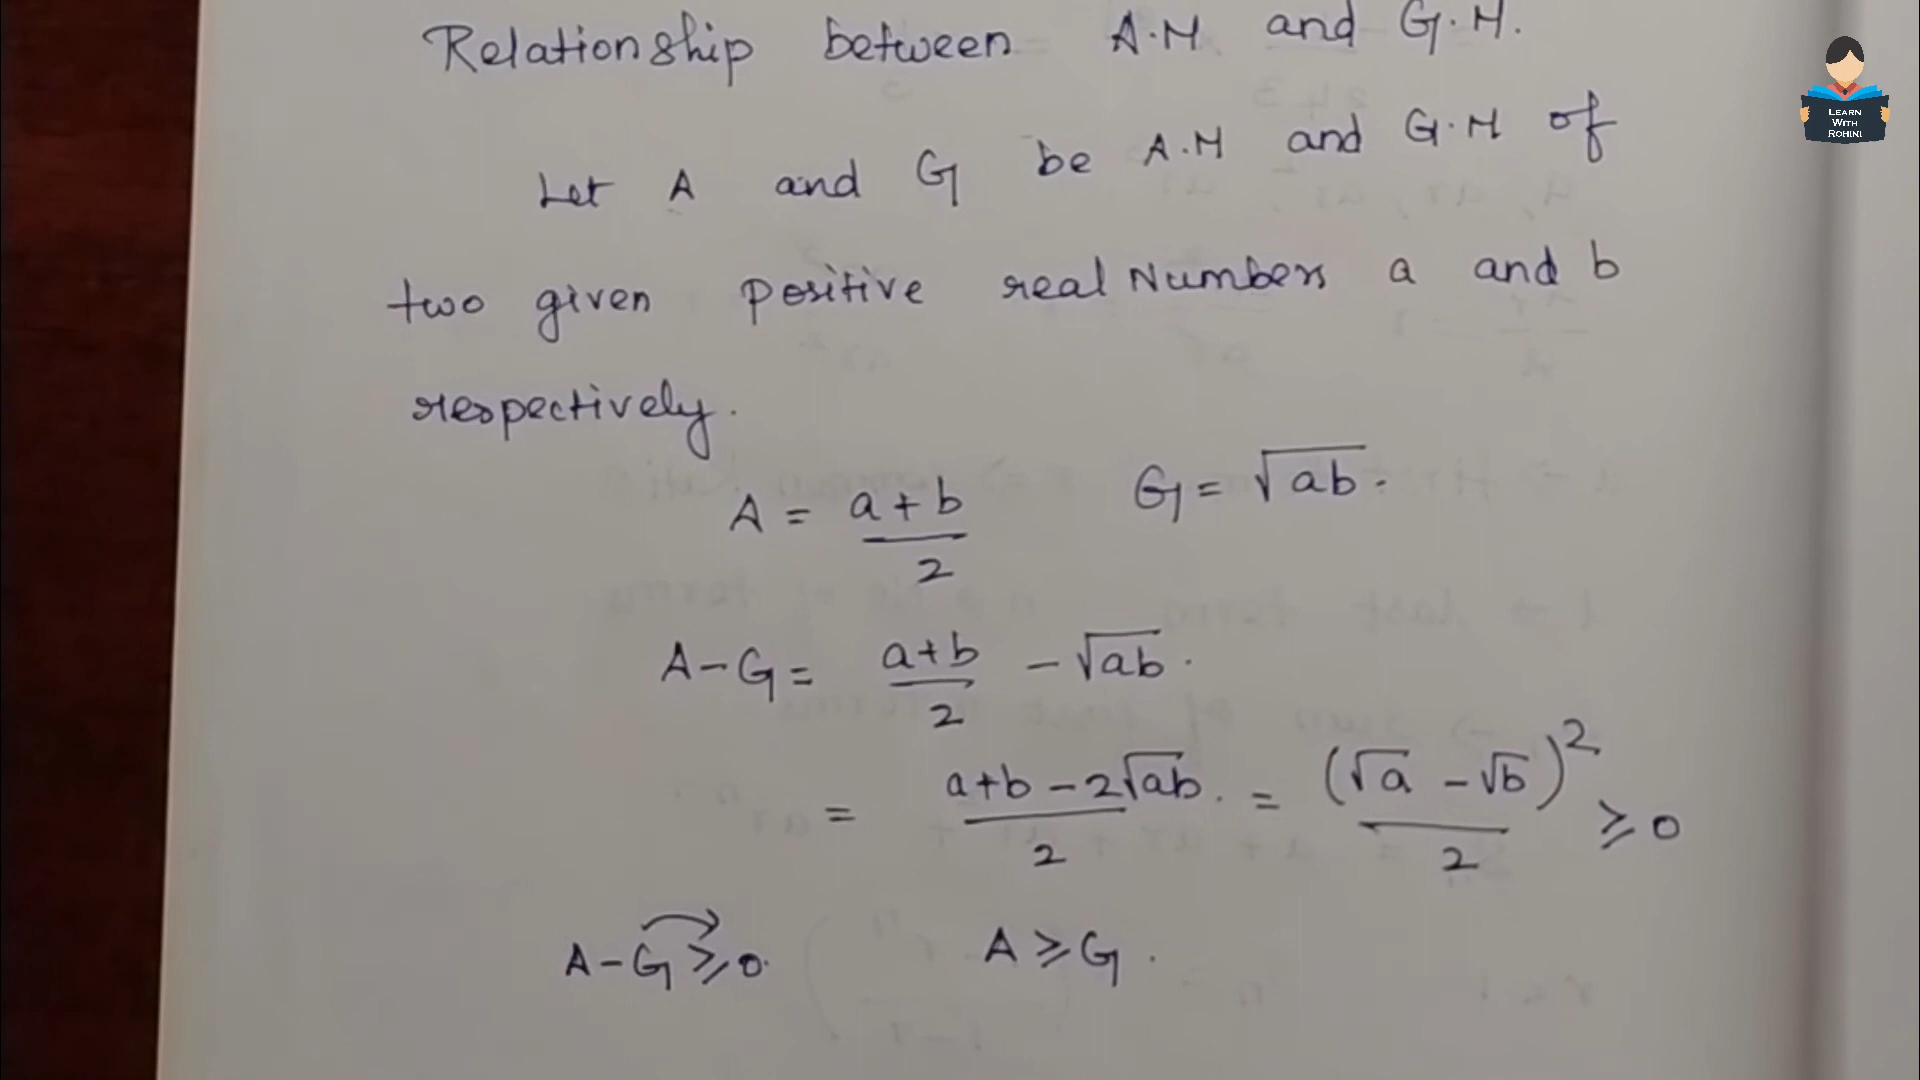 Relationship between A.M and G.M.
LEARN
WITH
ROHINI
Let A and G be A.M and G.M of
two given positive real Numbers a and b
respectively.
A = a+b/2 G = √ab.
A-G = a+b/2 - √ab.
= a+b-2√ab./2 = (√a - √b)²/2 ≥ 0
A-G ≥ 0. A ≥ G.